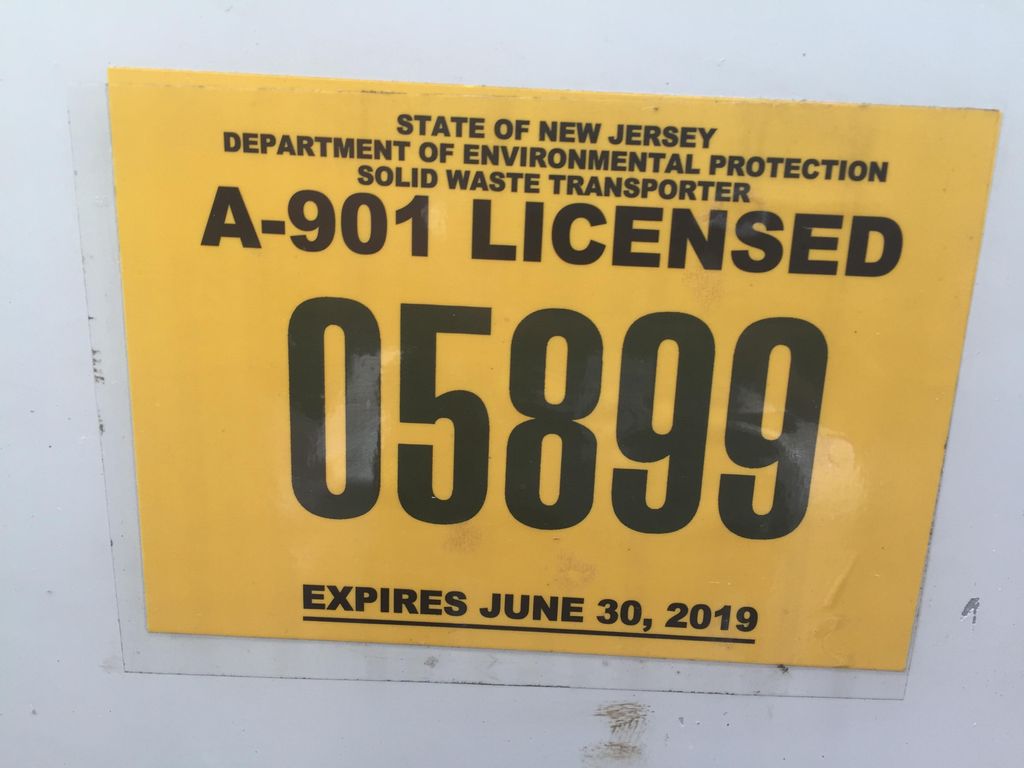 STATE OF NEW JERSEY
DEPARTMENT OF ENVIRONMENTAL PROTECTION
SOLID WASTE TRANSPORTER
A-901 LICENSED
05899
EXPIRES JUNE 30, 2019